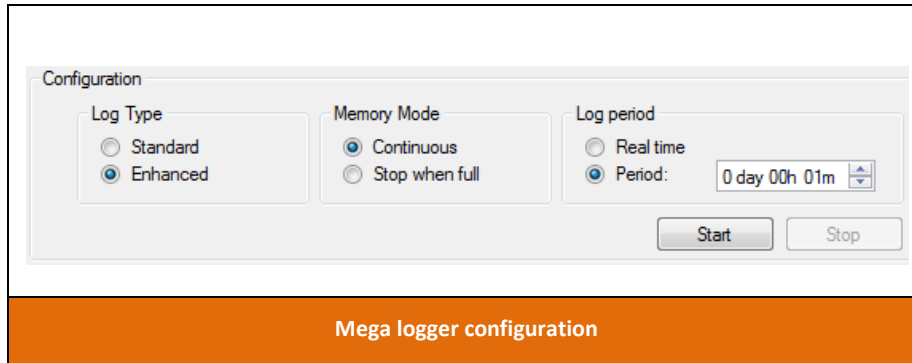 Configuration
Log Type
Standard
Enhanced
Memory Mode
Continuous
Stop when full
Log period
Real time
Period: 0 day 00h 01m
Start Stop
Mega logger configuration